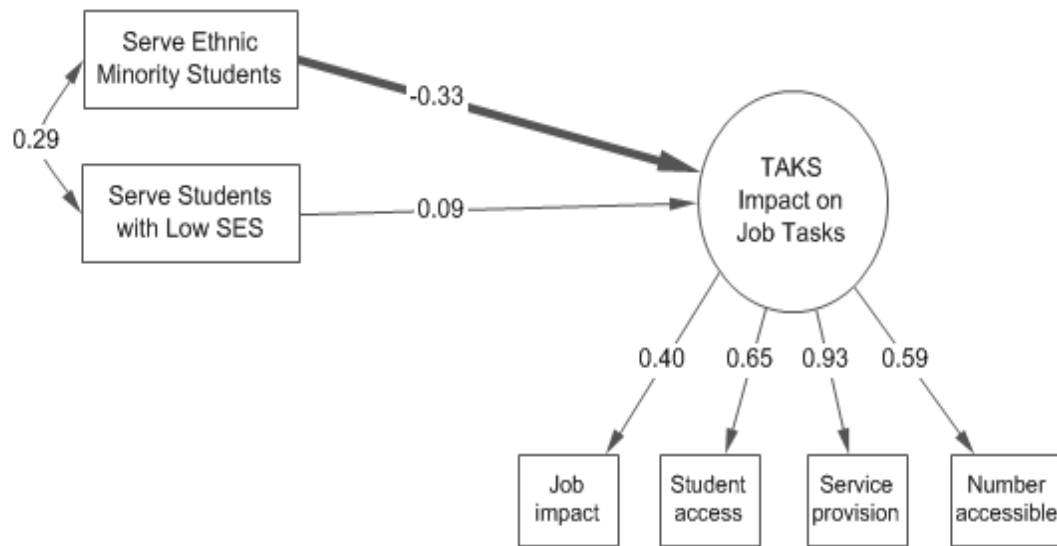 Serve Ethnic
Minority Students
-0.33
0.29
Serve Students
with Low SES
0.09
TAKS
Impact on
Job Tasks
0.40
0.65
0.93
0.59
Job
impact
Student
access
Service
provision
Number
accessible